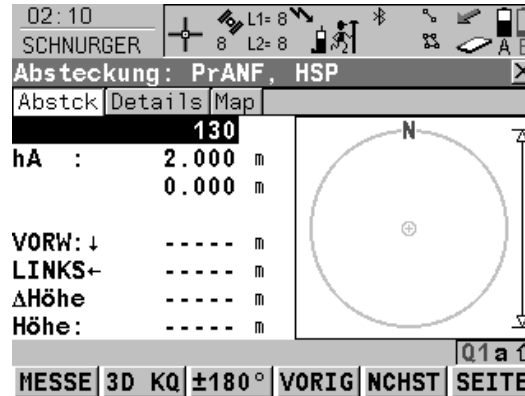 02:10
SCHNURGER
L1= 8
8 L2= 8
A B
Absteckung: PrANF, HSP
Abstck Details Map
130
hA : 2.000 m
0.000 m
VORW:↓ ----- m
LINKS← ----- m
ΔHöhe ----- m
Höhe: ----- m
N
Q1a⇧
MESSE 3D KQ ±180° VORIG NCHST SEITE